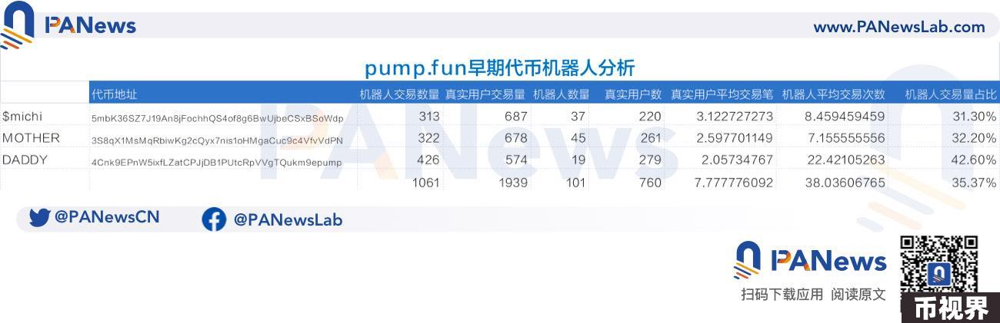 PANews
www.PANewsLab.com
pump.fun早期代币机器人分析
代币地址 机器人交易数量 真实用户交易量 机器人数量 真实用户数 真实用户平均交易笔 机器人平均交易次数 机器人交易量占比
$michi 5mbK36SZ7J19An8jFochhQS4of8g6BwUjbeCSxBSoWdp 313 687 37 220 3.122727273 8.459459459 31.30%
MOTHER 3S8qX1MsMqRbiwKg2cQyx7nis1oHMgaCuc9c4VfvVdPN 322 678 45 261 2.597701149 7.155555556 32.20%
DADDY 4Cnk9EPnW5ixfLZatCPJjDB1PUtcRpVVgTQukm9epump 426 574 19 279 2.05734767 22.42105263 42.60%
1061 1939 101 760 7.777776092 38.03606765 35.37%
PANews
@PANewsCN @PANewsLab
PANews
扫码下载应用 阅读原文
币视界